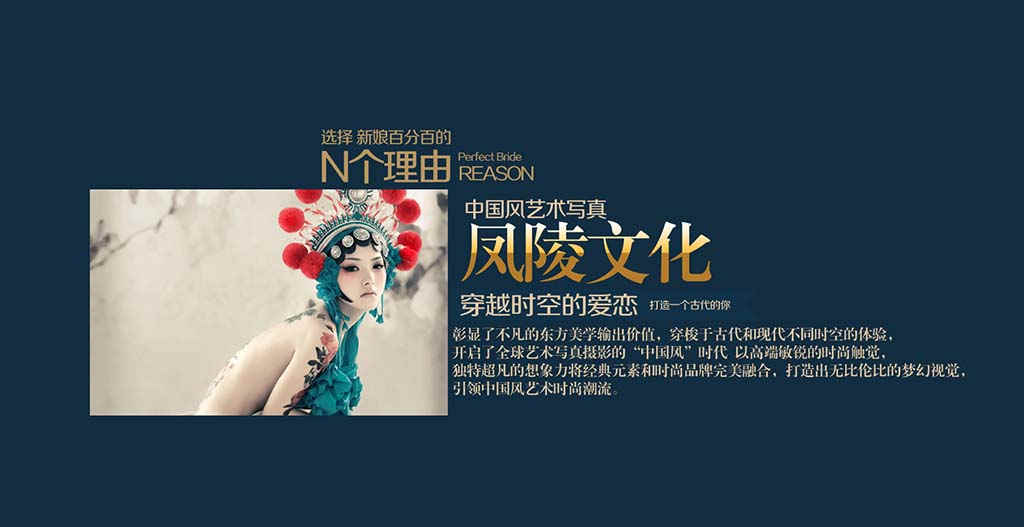 选择 新娘百分百的
N个理由
Perfect Bride
REASON
中国风艺术写真
凤陵文化
穿越时空的爱恋 打造一个古代的你
彰显了不凡的东方美学输出价值，穿梭于古代和现代不同时空的体验，
开启了全球艺术写真摄影的“中国风”时代 以高端敏锐的时尚触觉，
独特超凡的想象力将经典元素和时尚品牌完美融合，打造出无比伦比的梦幻视觉，
引领中国风艺术时尚潮流。